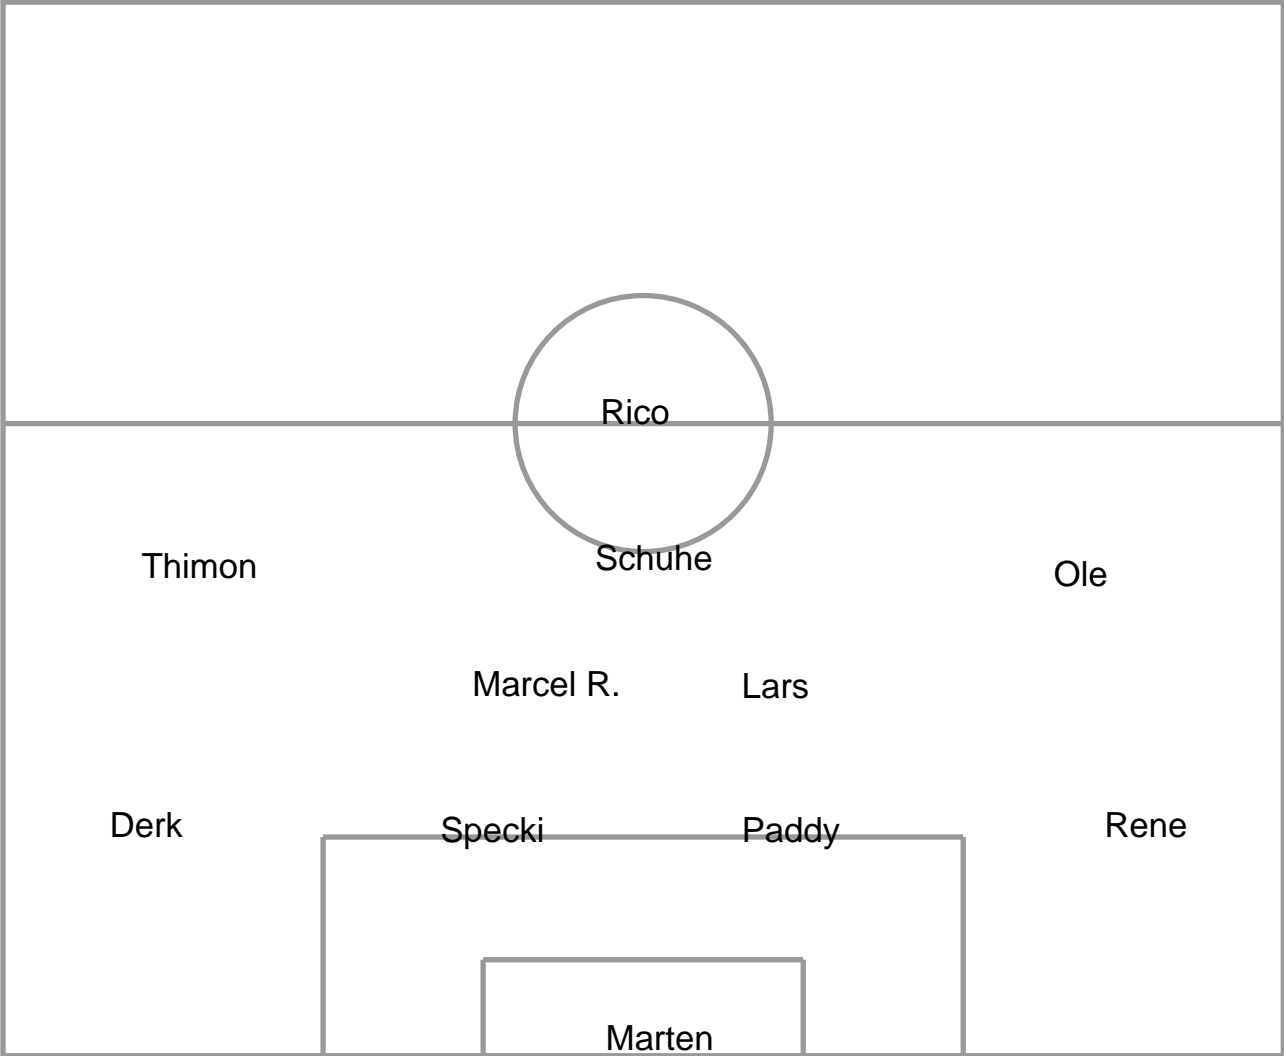 Rico
Thimon
Schuhe
Ole
Marcel R.
Lars
Derk
Specki
Paddy
Rene
Marten